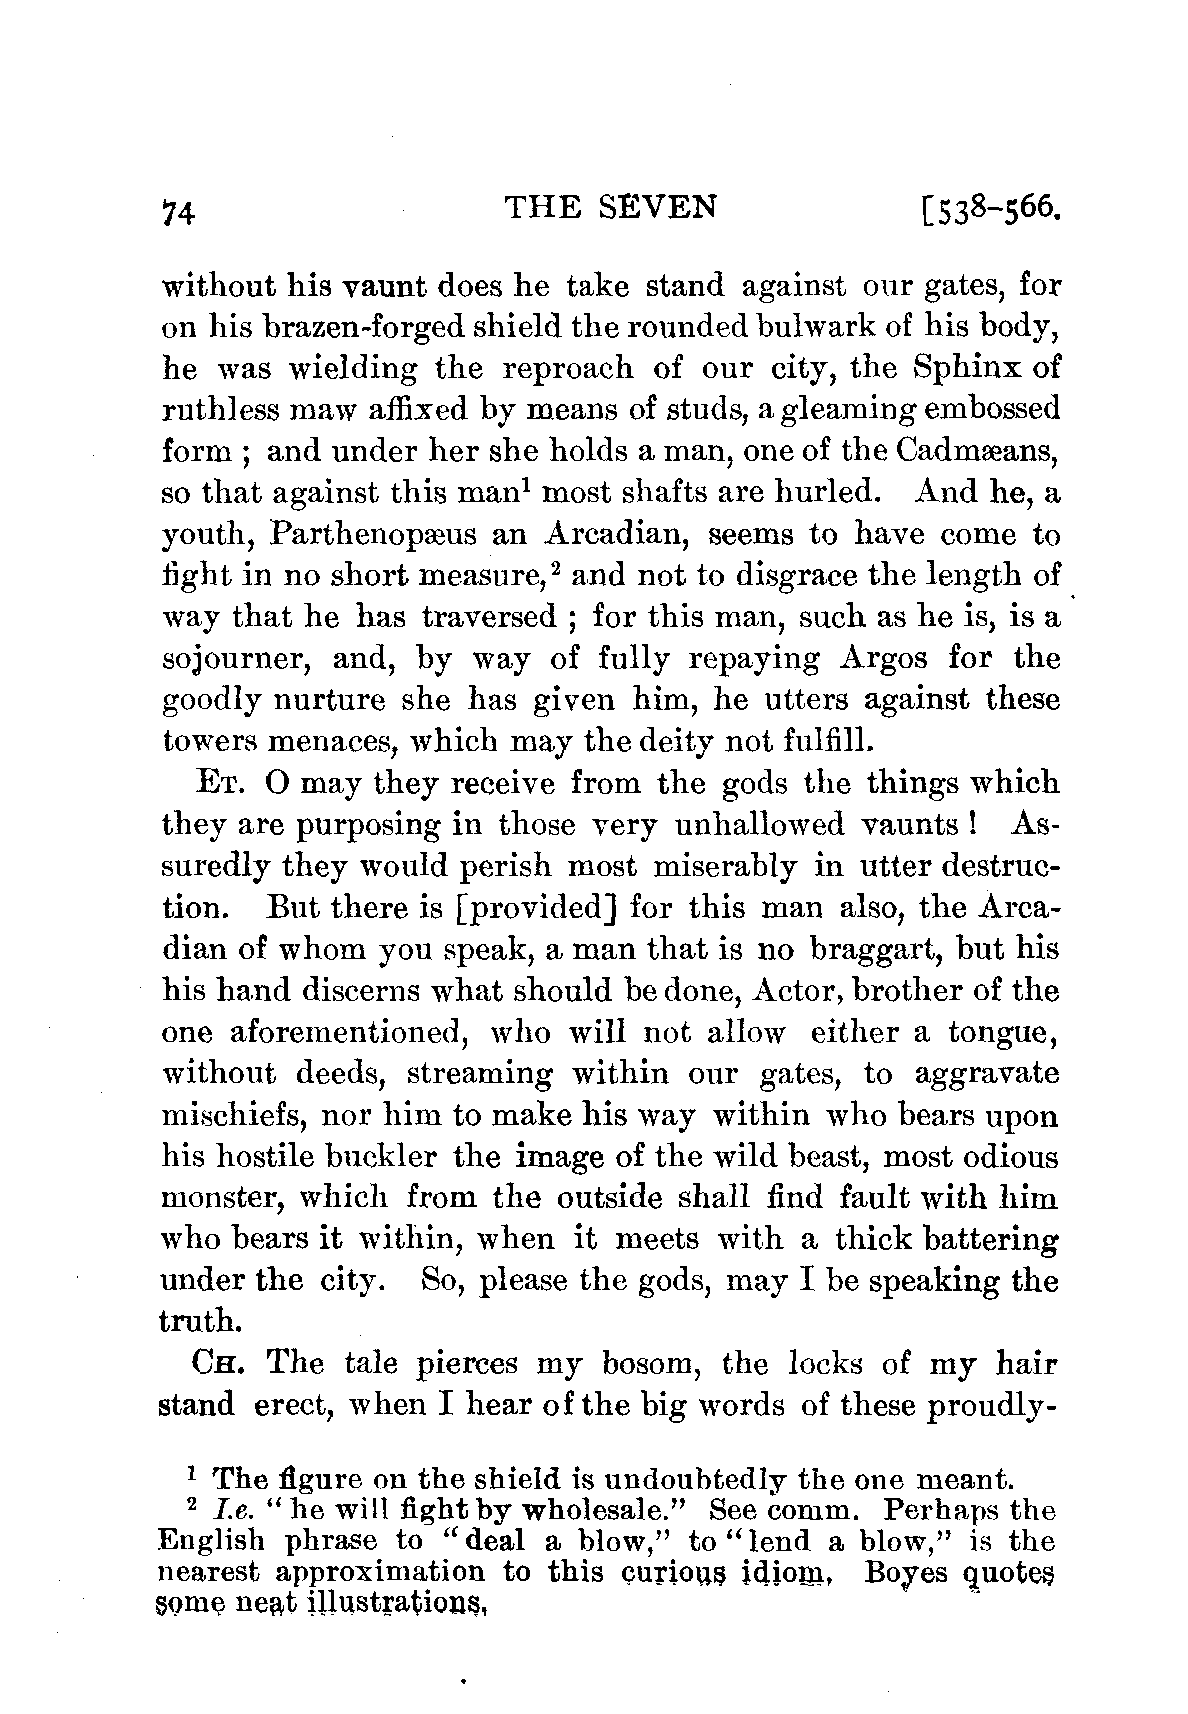 74 THE SEVEN [538–566.
without his vaunt does he take stand against our gates, for
on his brazen-forged shield the rounded bulwark of his body,
he was wielding the reproach of our city, the Sphinx of
ruthless maw affixed by means of studs, a gleaming embossed
form ; and under her she holds a man, one of the Cadmæans,
so that against this man¹ most shafts are hurled. And he, a
youth, Parthenopæus an Arcadian, seems to have come to
fight in no short measure,² and not to disgrace the length of
way that he has traversed ; for this man, such as he is, is a
sojourner, and, by way of fully repaying Argos for the
goodly nurture she has given him, he utters against these
towers menaces, which may the deity not fulfill.
ET. O may they receive from the gods the things which
they are purposing in those very unhallowed vaunts ! As-
suredly they would perish most miserably in utter destruc-
tion. But there is [provided] for this man also, the Arca-
dian of whom you speak, a man that is no braggart, but his
his hand discerns what should be done, Actor, brother of the
one aforementioned, who will not allow either a tongue,
without deeds, streaming within our gates, to aggravate
mischiefs, nor him to make his way within who bears upon
his hostile buckler the image of the wild beast, most odious
monster, which from the outside shall find fault with him
who bears it within, when it meets with a thick battering
under the city. So, please the gods, may I be speaking the
truth.
CH. The tale pierces my bosom, the locks of my hair
stand erect, when I hear of the big words of these proudly-
¹ The figure on the shield is undoubtedly the one meant.
² I.e. “he will fight by wholesale.” See comm. Perhaps the
English phrase to “deal a blow,” to “lend a blow,” is the
nearest approximation to this curious idiom, Boyes quotes
some neat illustrations,